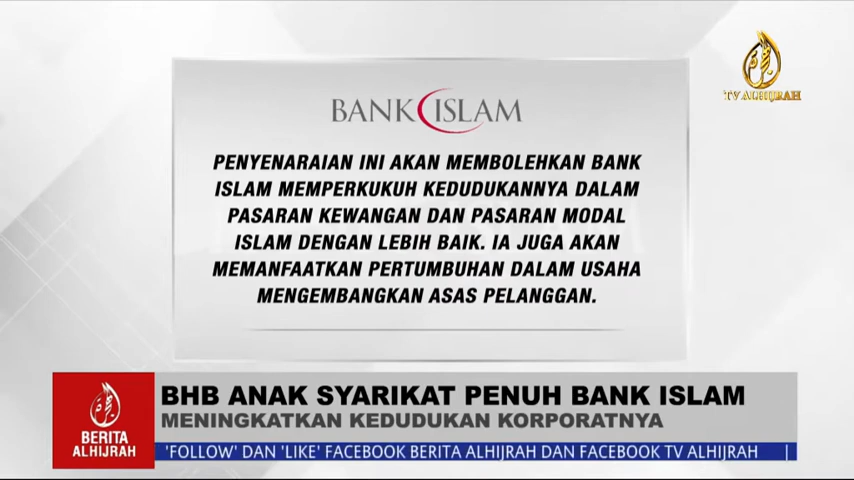 TV ALHIJRAH
BANK ISLAM
PENYENARAIAN INI AKAN MEMBOLEHKAN BANK
ISLAM MEMPERKUKUH KEDUDUKANNYA DALAM
PASARAN KEWANGAN DAN PASARAN MODAL
ISLAM DENGAN LEBIH BAIK. IA JUGA AKAN
MEMANFAATKAN PERTUMBUHAN DALAM USAHA
MENGEMBANGKAN ASAS PELANGGAN.
BHB ANAK SYARIKAT PENUH BANK ISLAM
MENINGKATKAN KEDUDUKAN KORPORATNYA
BERITA
ALHIJRAH
'FOLLOW' DAN 'LIKE' FACEBOOK BERITA ALHIJRAH DAN FACEBOOK TV ALHIJRAH